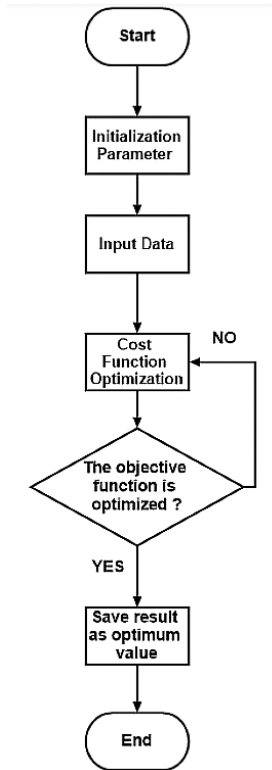 Start
Initialization
Parameter
Input Data
Cost
Function
Optimization
NO
The objective
function is
optimized ?
YES
Save result
as optimum
value
End